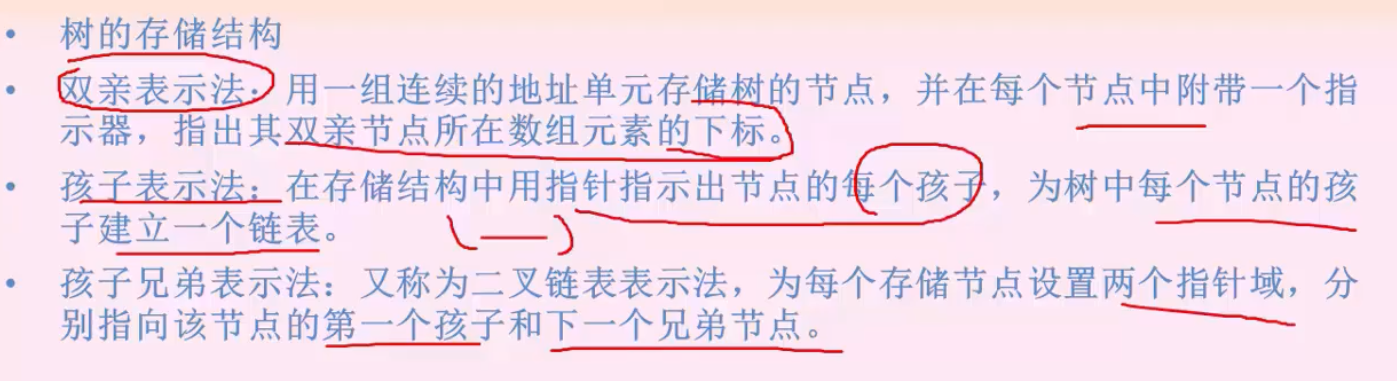 • 树的存储结构
• 双亲表示法：用一组连续的地址单元存储树的节点，并在每个节点中附带一个指
示器，指出其双亲节点所在数组元素的下标。
• 孩子表示法：在存储结构中用指针指示出节点的每个孩子，为树中每个节点的孩
子建立一个链表。
• 孩子兄弟表示法：又称为二叉链表表示法，为每个存储节点设置两个指针域，分
别指向该节点的第一个孩子和下一个兄弟节点。